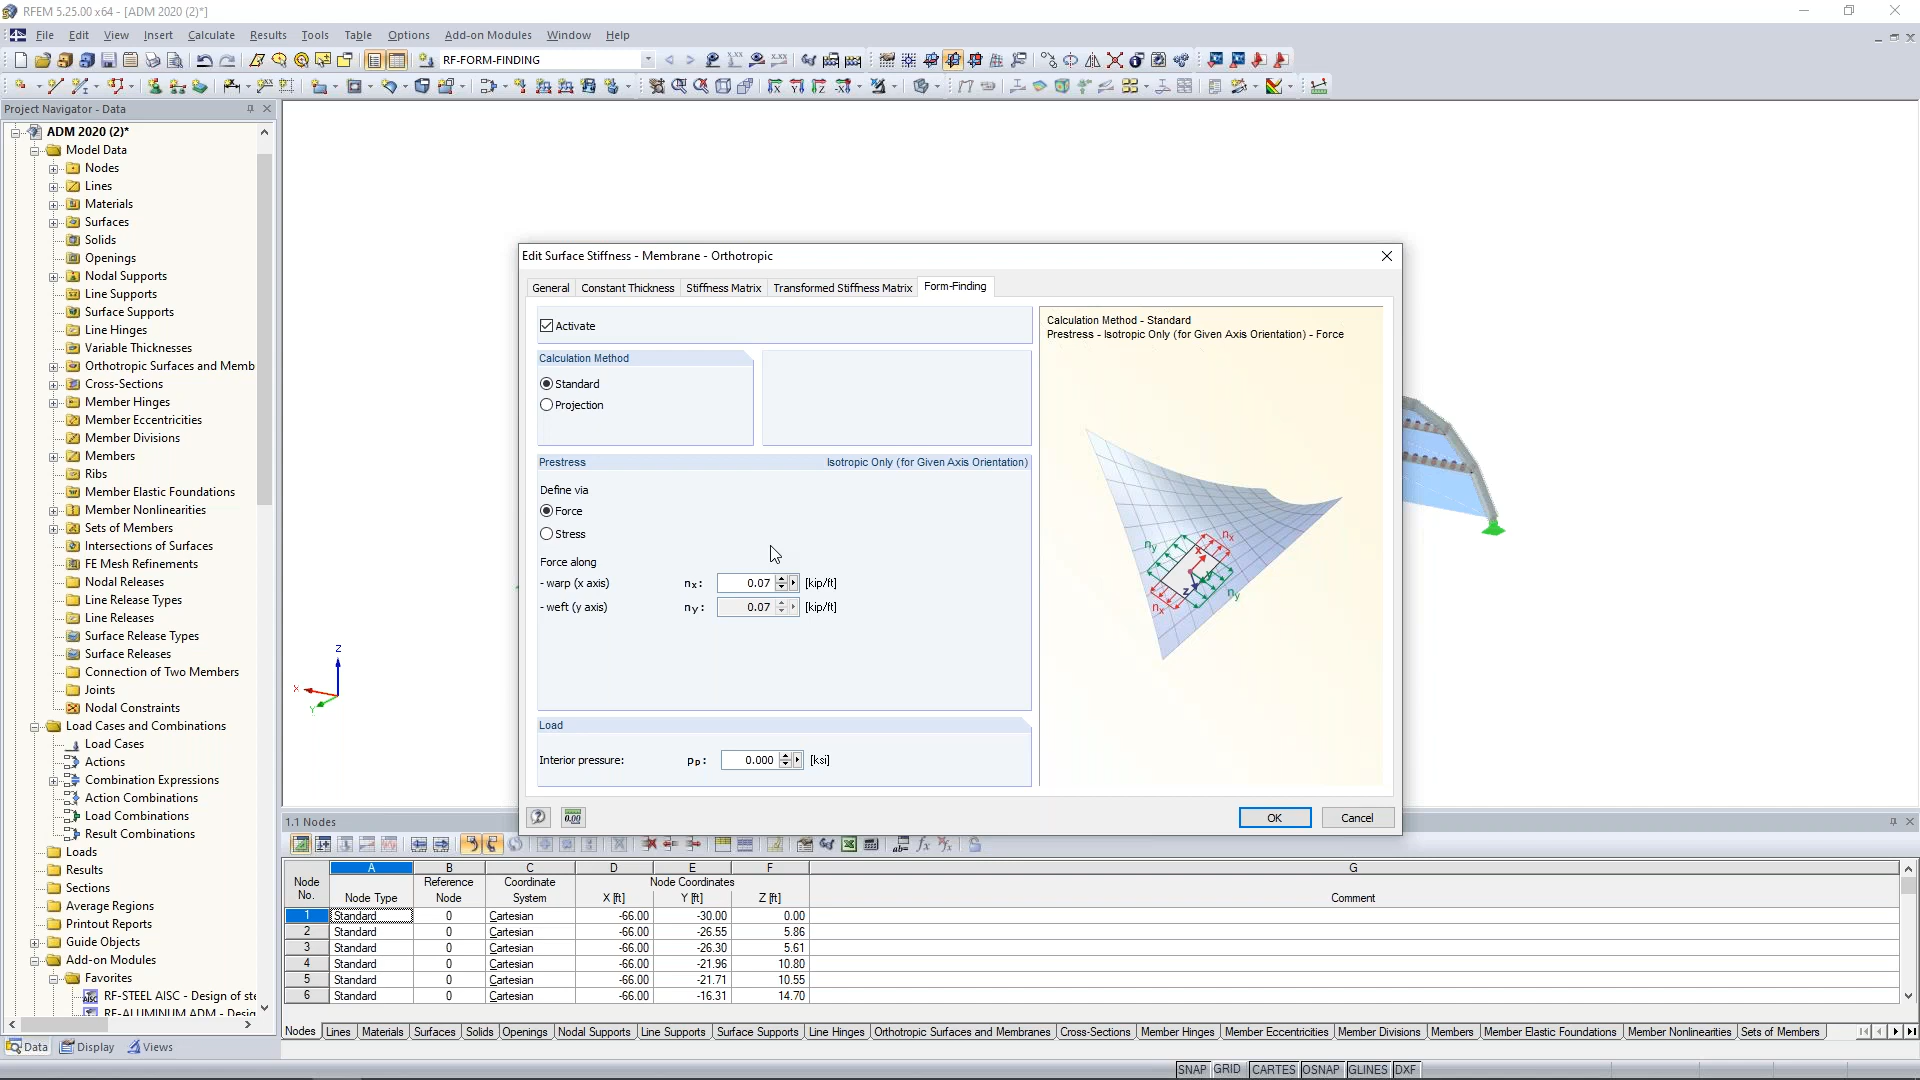 RFEM 5.25.00 x64 - [ADM 2020 (2)*]
File Edit View Insert Calculate Results Tools Table Options Add-on Modules Window Help
RF-FORM-FINDING
Project Navigator - Data
ADM 2020 (2)*
Model Data
Nodes
Lines
Materials
Surfaces
Solids
Openings
Nodal Supports
Line Supports
Surface Supports
Line Hinges
Variable Thicknesses
Orthotropic Surfaces and Memb
Cross-Sections
Member Hinges
Member Eccentricities
Member Divisions
Members
Ribs
Member Elastic Foundations
Member Nonlinearities
Sets of Members
Intersections of Surfaces
FE Mesh Refinements
Nodal Releases
Line Release Types
Line Releases
Surface Release Types
Surface Releases
Connection of Two Members
Joints
Nodal Constraints
Load Cases and Combinations
Load Cases
Actions
Combination Expressions
Action Combinations
Load Combinations
Result Combinations
Loads
Results
Sections
Average Regions
Printout Reports
Guide Objects
Add-on Modules
Favorites
RF-STEEL AISC - Design of ste
RF-ALUMINUM ADM - Desig
Data Display Views
Z
X
Y
Edit Surface Stiffness - Membrane - Orthotropic
General Constant Thickness Stiffness Matrix Transformed Stiffness Matrix Form-Finding
Activate
Calculation Method
Standard
Projection
Prestress Isotropic Only (for Given Axis Orientation)
Define via
Force
Stress
Force along
- warp (x axis) nx: 0.07 [kip/ft]
- weft (y axis) ny: 0.07 [kip/ft]
Load
Interior pressure: pp: 0.000 [ksi]
Calculation Method - Standard
Prestress - Isotropic Only (for Given Axis Orientation) - Force
nx
ny
x
y
z
ny
nx
0.00
OK Cancel
1.1 Nodes
A B C D E F G
Node No. Node Type Reference Node Coordinate System Node Coordinates X [ft] Y [ft] Z [ft] Comment
1 Standard 0 Cartesian -66.00 -30.00 0.00
2 Standard 0 Cartesian -66.00 -26.55 5.86
3 Standard 0 Cartesian -66.00 -26.30 5.61
4 Standard 0 Cartesian -66.00 -21.96 10.80
5 Standard 0 Cartesian -66.00 -21.71 10.55
6 Standard 0 Cartesian -66.00 -16.31 14.70
Nodes Lines Materials Surfaces Solids Openings Nodal Supports Line Supports Surface Supports Line Hinges Orthotropic Surfaces and Membranes Cross-Sections Member Hinges Member Eccentricities Member Divisions Members Member Elastic Foundations Member Nonlinearities Sets of Members
SNAP GRID CARTES OSNAP GLINES DXF